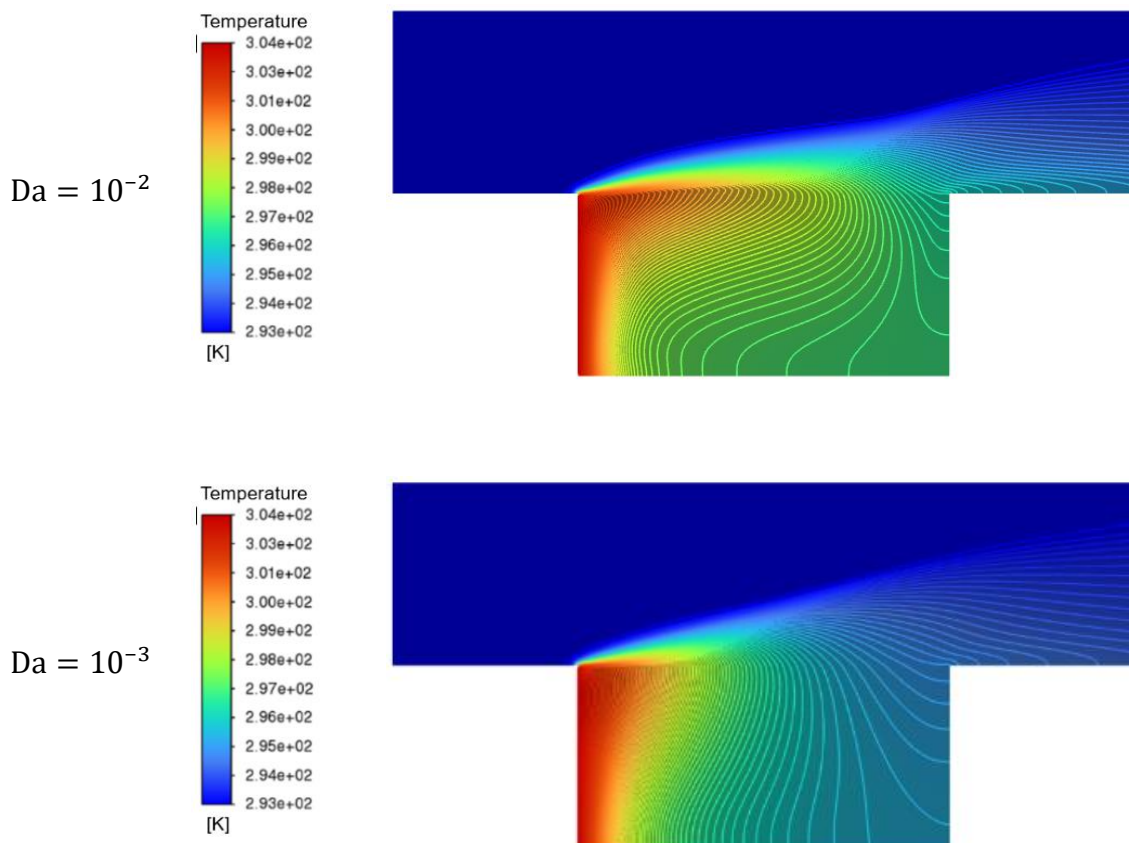 Temperature
3.04e+02
3.03e+02
3.01e+02
3.00e+02
2.99e+02
Da = 10⁻²
2.98e+02
2.97e+02
2.96e+02
2.95e+02
2.94e+02
2.93e+02
[K]
Temperature
3.04e+02
3.03e+02
3.01e+02
3.00e+02
2.99e+02
Da = 10⁻³
2.98e+02
2.97e+02
2.96e+02
2.95e+02
2.94e+02
2.93e+02
[K]